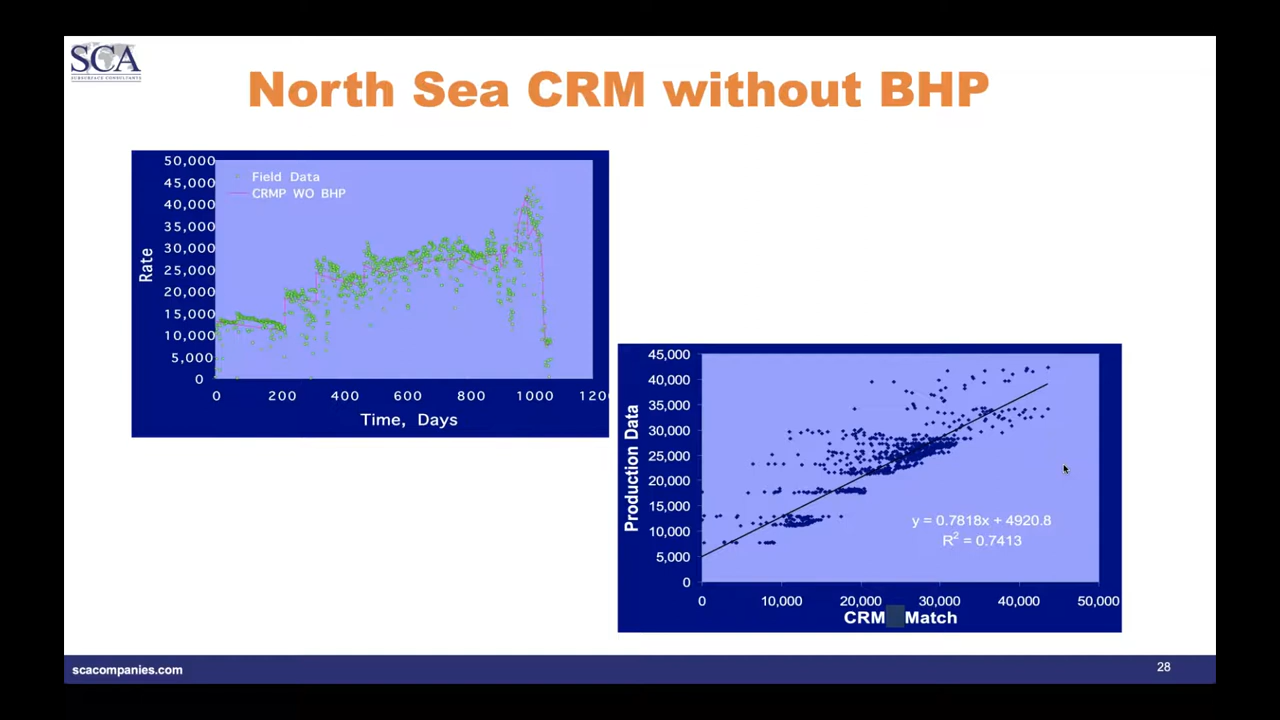 SCA
SUBSURFACE CONSULTANTS
North Sea CRM without BHP
50,000
45,000
40,000
35,000
30,000
25,000
20,000
15,000
10,000
5,000
0
Rate
Field Data
CRMP WO BHP
0 200 400 600 800 1000 120
Time, Days
45,000
40,000
35,000
30,000
25,000
20,000
15,000
10,000
5,000
0
Production Data
y = 0.7818x + 4920.8
R² = 0.7413
0 10,000 20,000 30,000 40,000 50,000
CRM Match
scacompanies.com
28